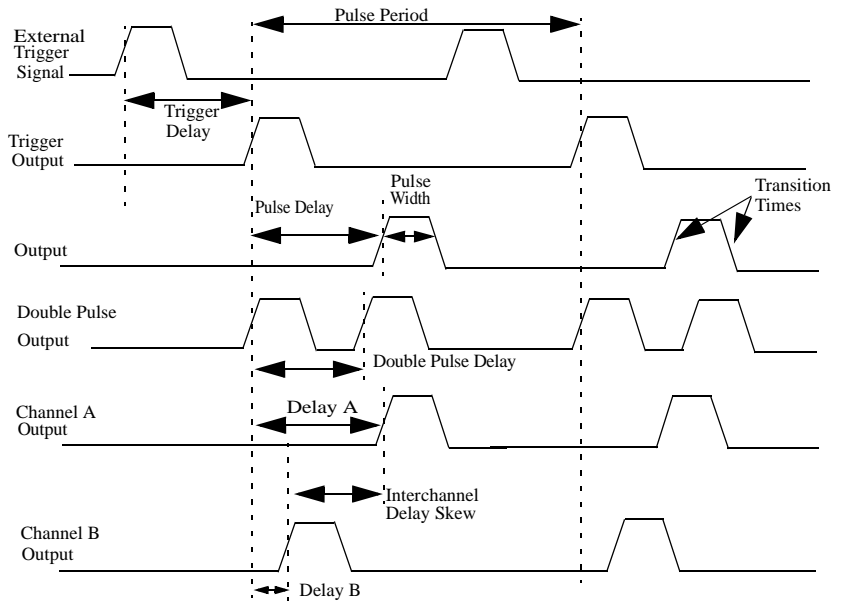 Pulse Period
External
Trigger
Signal
Trigger
Delay
Trigger
Output
Pulse
Width
Transition
Times
Pulse Delay
Output
Double Pulse
Output
Double Pulse Delay
Channel A
Output
Delay A
Interchannel
Delay Skew
Channel B
Output
Delay B